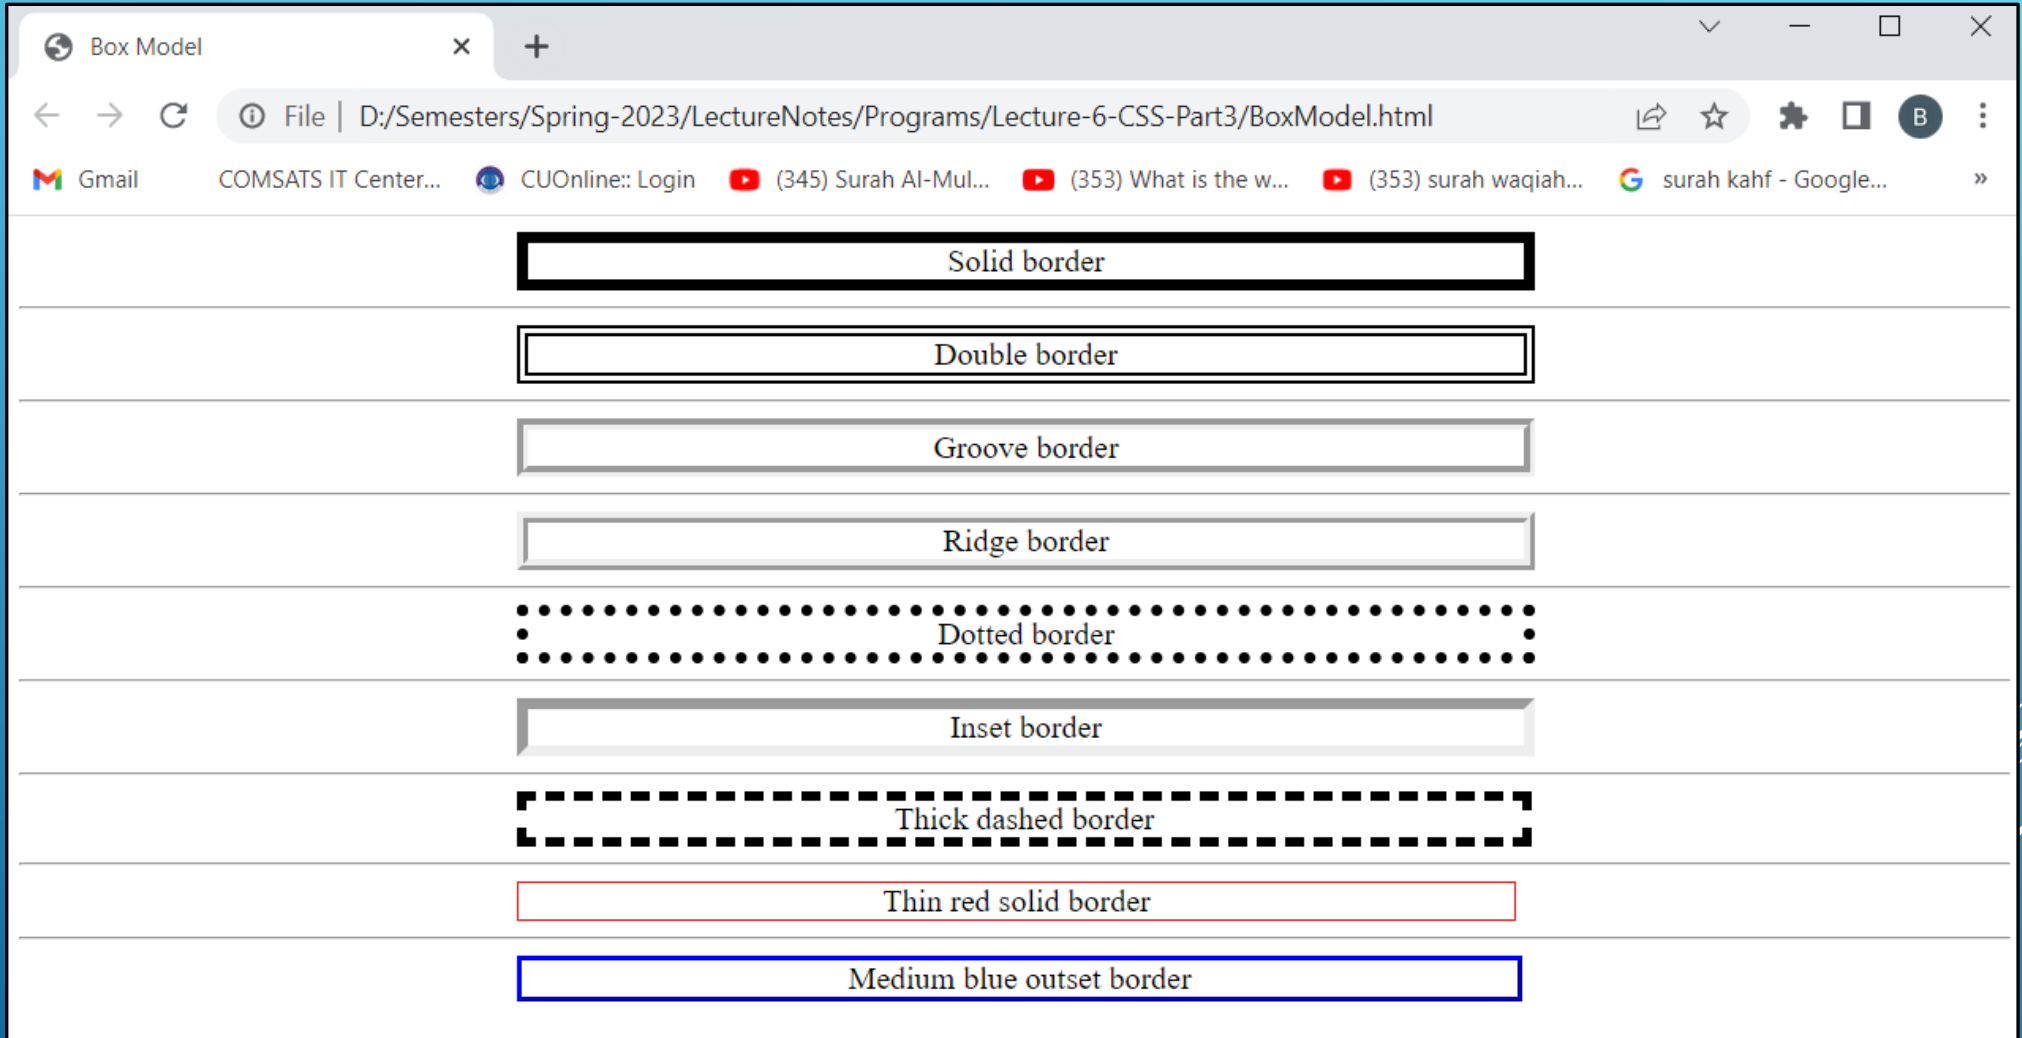 Box Model
File | D:/Semesters/Spring-2023/LectureNotes/Programs/Lecture-6-CSS-Part3/BoxModel.html
B
Gmail COMSATS IT Center... CUOnline:: Login (345) Surah Al-Mul... (353) What is the w... (353) surah waqiah... surah kahf - Google... »
Solid border
Double border
Groove border
Ridge border
Dotted border
Inset border
Thick dashed border
Thin red solid border
Medium blue outset border